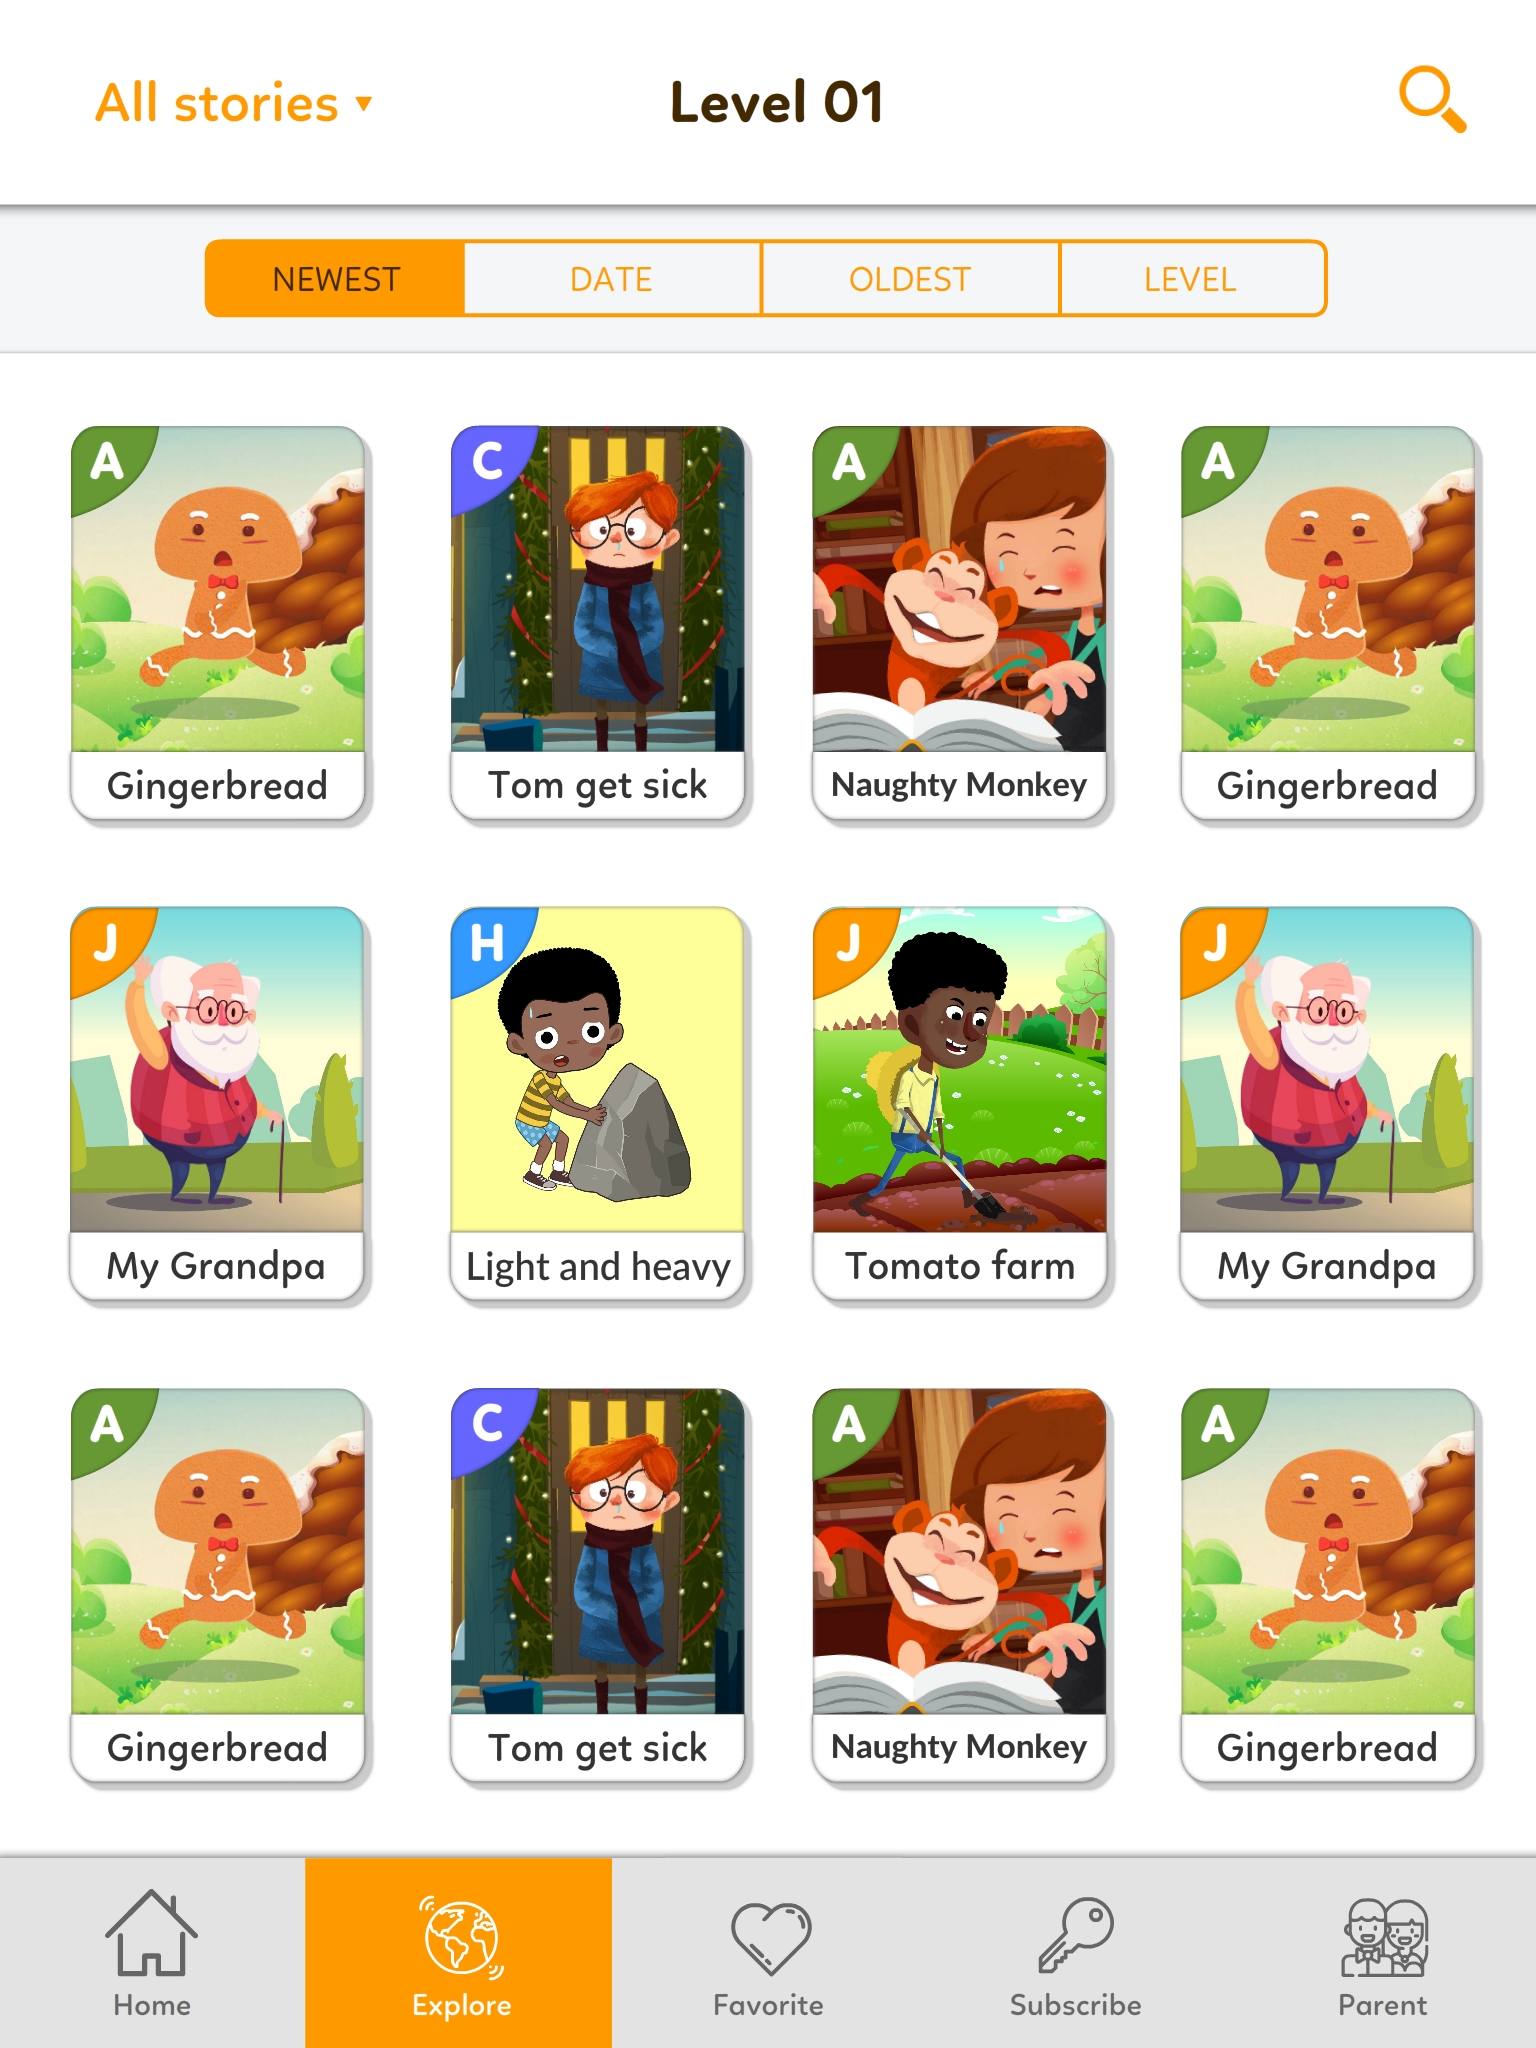 All stories ▾
Level 01
NEWEST
DATE
OLDEST
LEVEL
A
C
A
A
Gingerbread
Tom get sick
Naughty Monkey
Gingerbread
J
H
J
J
My Grandpa
Light and heavy
Tomato farm
My Grandpa
A
C
A
A
Gingerbread
Tom get sick
Naughty Monkey
Gingerbread
Home
Explore
Favorite
Subscribe
Parent